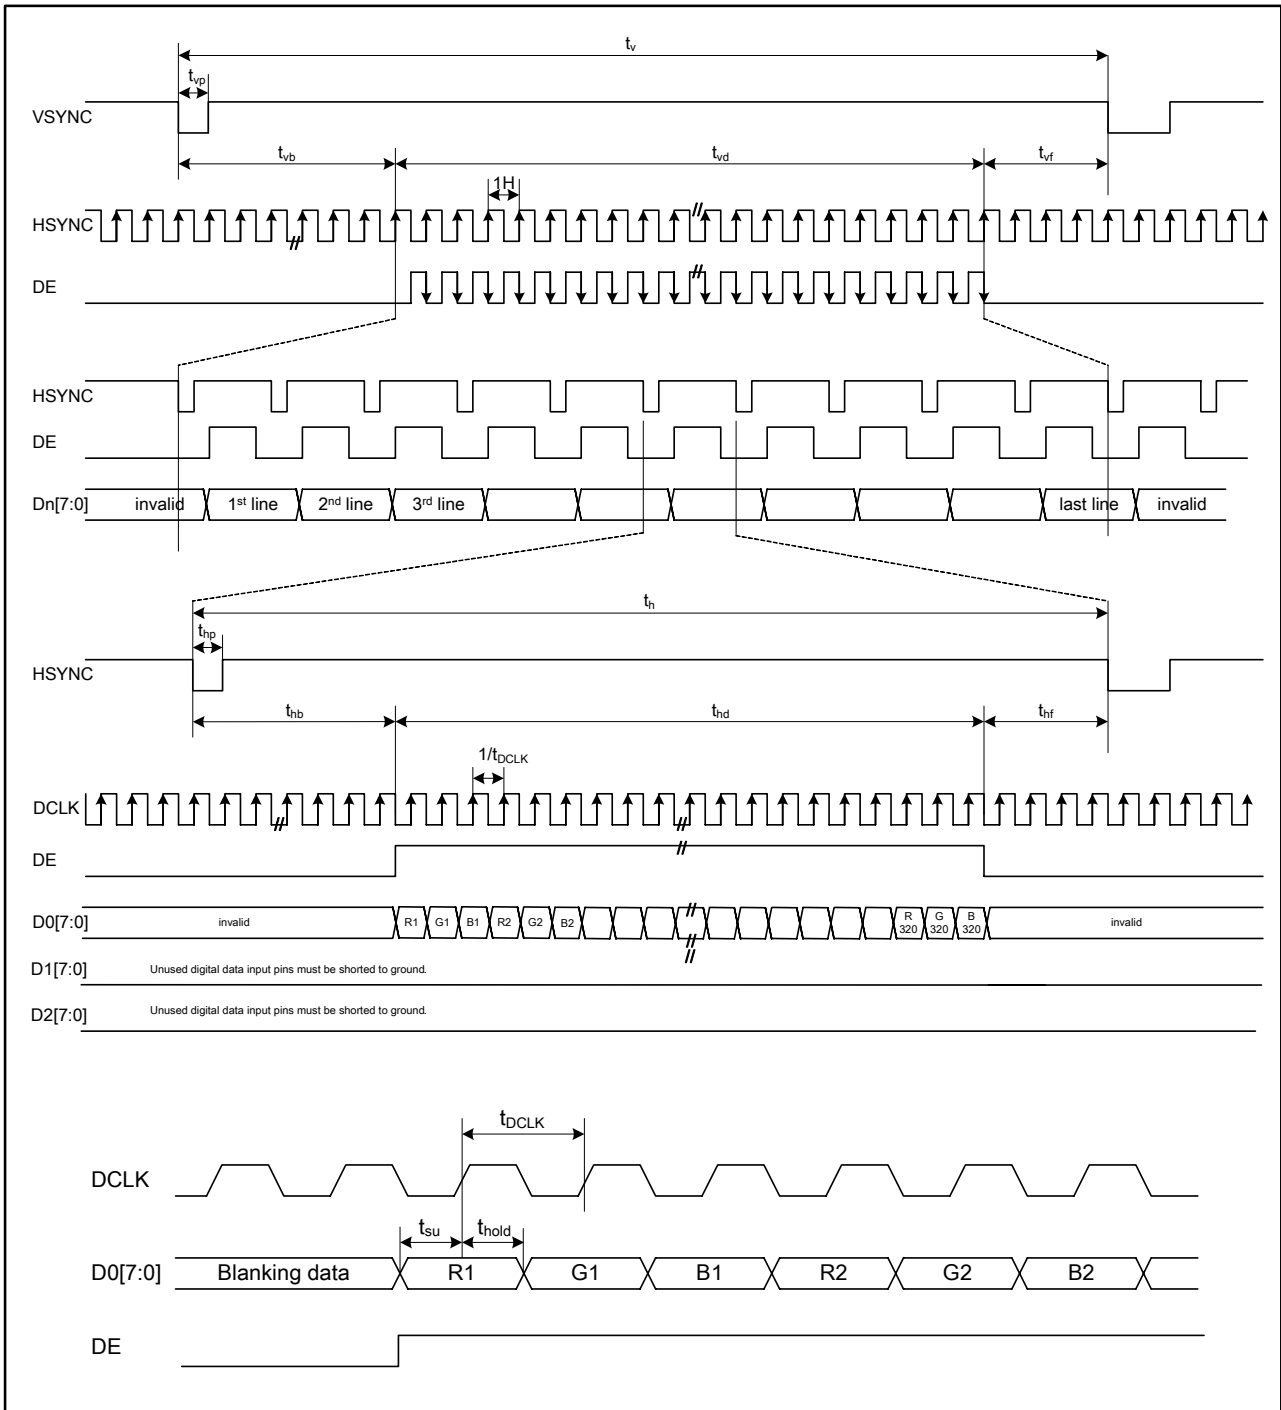 tv
tvp
VSYNC
tvb
tvd
tvf
1H
HSYNC
DE
HSYNC
DE
Dn[7:0] invalid 1st line 2nd line 3rd line last line invalid
th
thp
HSYNC
thb
thd
thf
1/tDCLK
DCLK
DE
D0[7:0] invalid R1 G1 B1 R2 G2 B2 R 320 G 320 B 320 invalid
D1[7:0] Unused digital data input pins must be shorted to ground.
D2[7:0] Unused digital data input pins must be shorted to ground.
tDCLK
DCLK
tsu
thold
D0[7:0] Blanking data R1 G1 B1 R2 G2 B2
DE